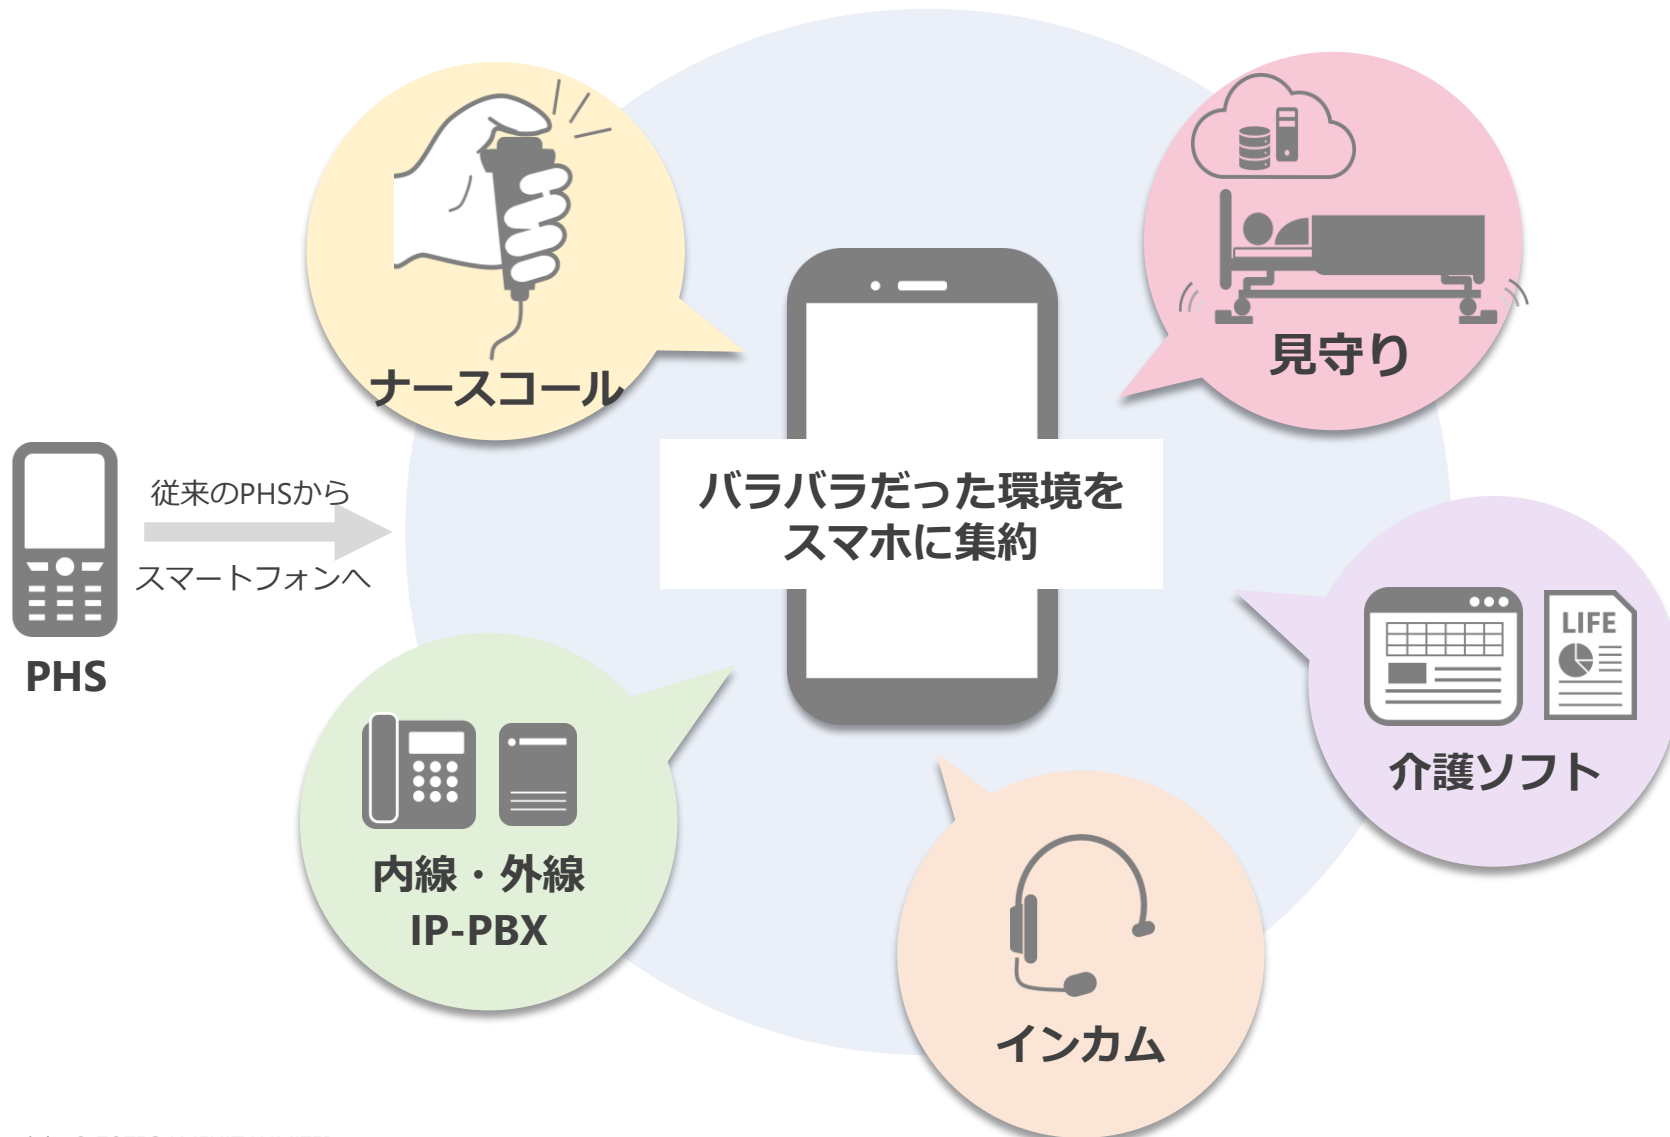 ナースコール
見守り
従来のPHSから
スマートフォンへ
PHS
バラバラだった環境を
スマホに集約
LIFE
介護ソフト
内線・外線
IP-PBX
インカム